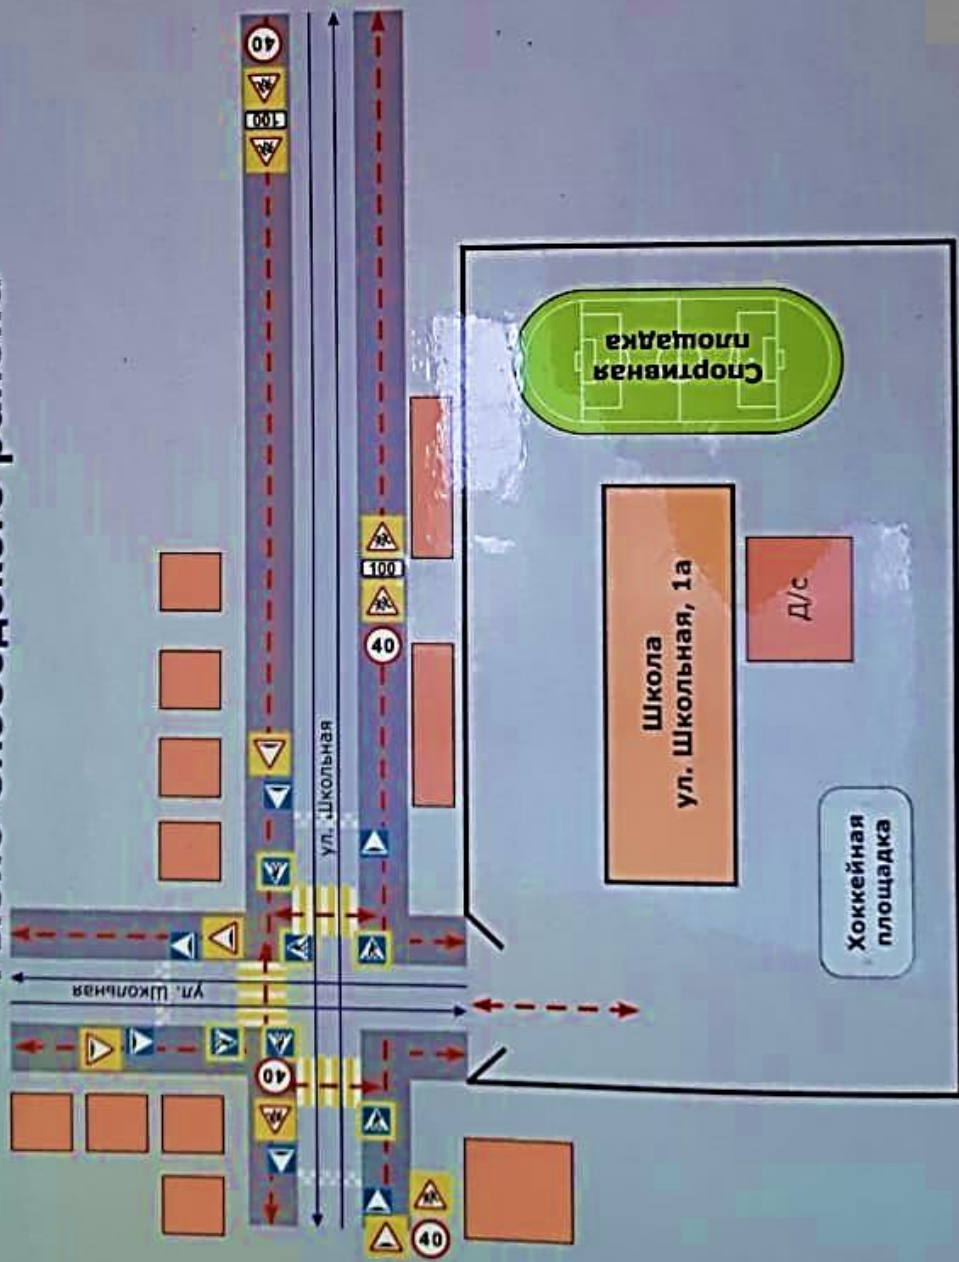 40
100
ул. Школьная
100
40
ул. Школьная
40
40
Спортивная
площадка
Школа
ул. Школьная, 1а
Д/с
Хоккейная
площадка